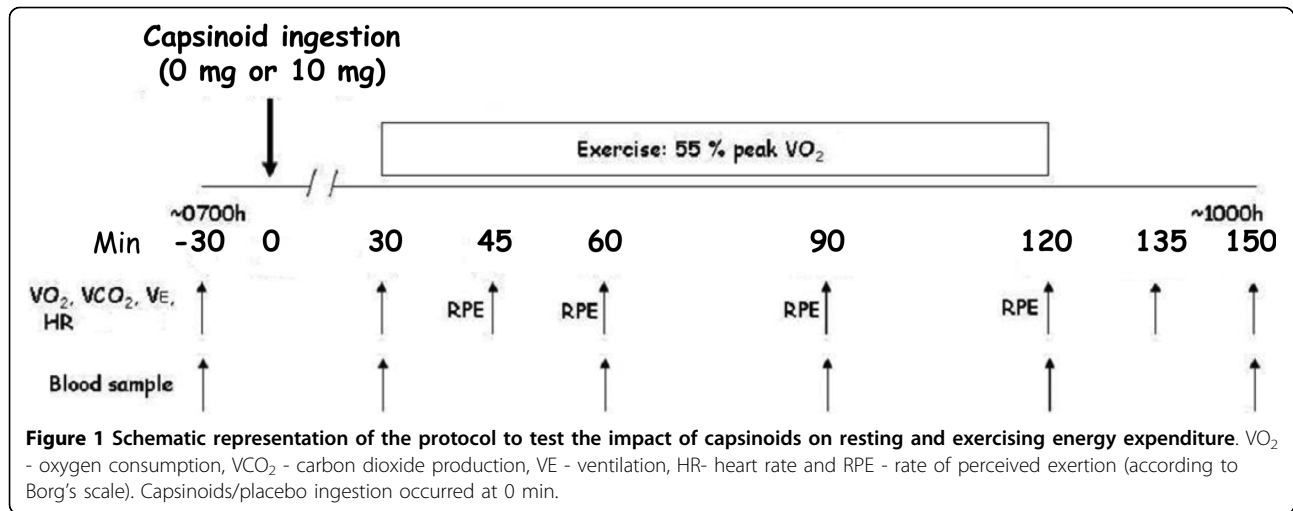 Capsinoid ingestion
(0 mg or 10 mg)
Exercise: 55 % peak VO₂
~0700h
~1000h
Min -30 0 30 45 60 90 120 135 150
VO₂, VCO₂, VE,
HR
RPE RPE RPE RPE
Blood sample
Figure 1 Schematic representation of the protocol to test the impact of capsinoids on resting and exercising energy expenditure. VO₂
- oxygen consumption, VCO₂ - carbon dioxide production, VE - ventilation, HR- heart rate and RPE - rate of perceived exertion (according to
Borg's scale). Capsinoids/placebo ingestion occurred at 0 min.